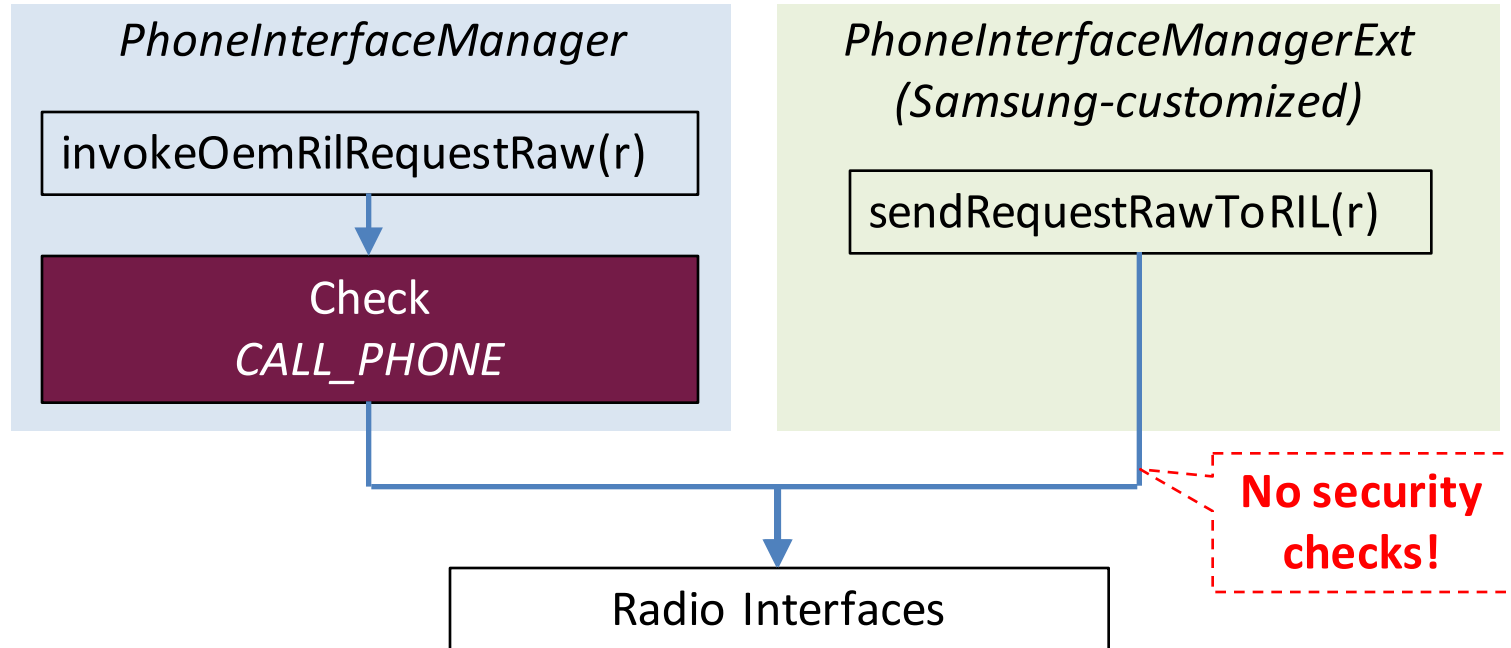 PhoneInterfaceManager
invokeOemRilRequestRaw(r)
Check
CALL_PHONE
PhoneInterfaceManagerExt
(Samsung-customized)
sendRequestRawToRIL(r)
No security
checks!
Radio Interfaces